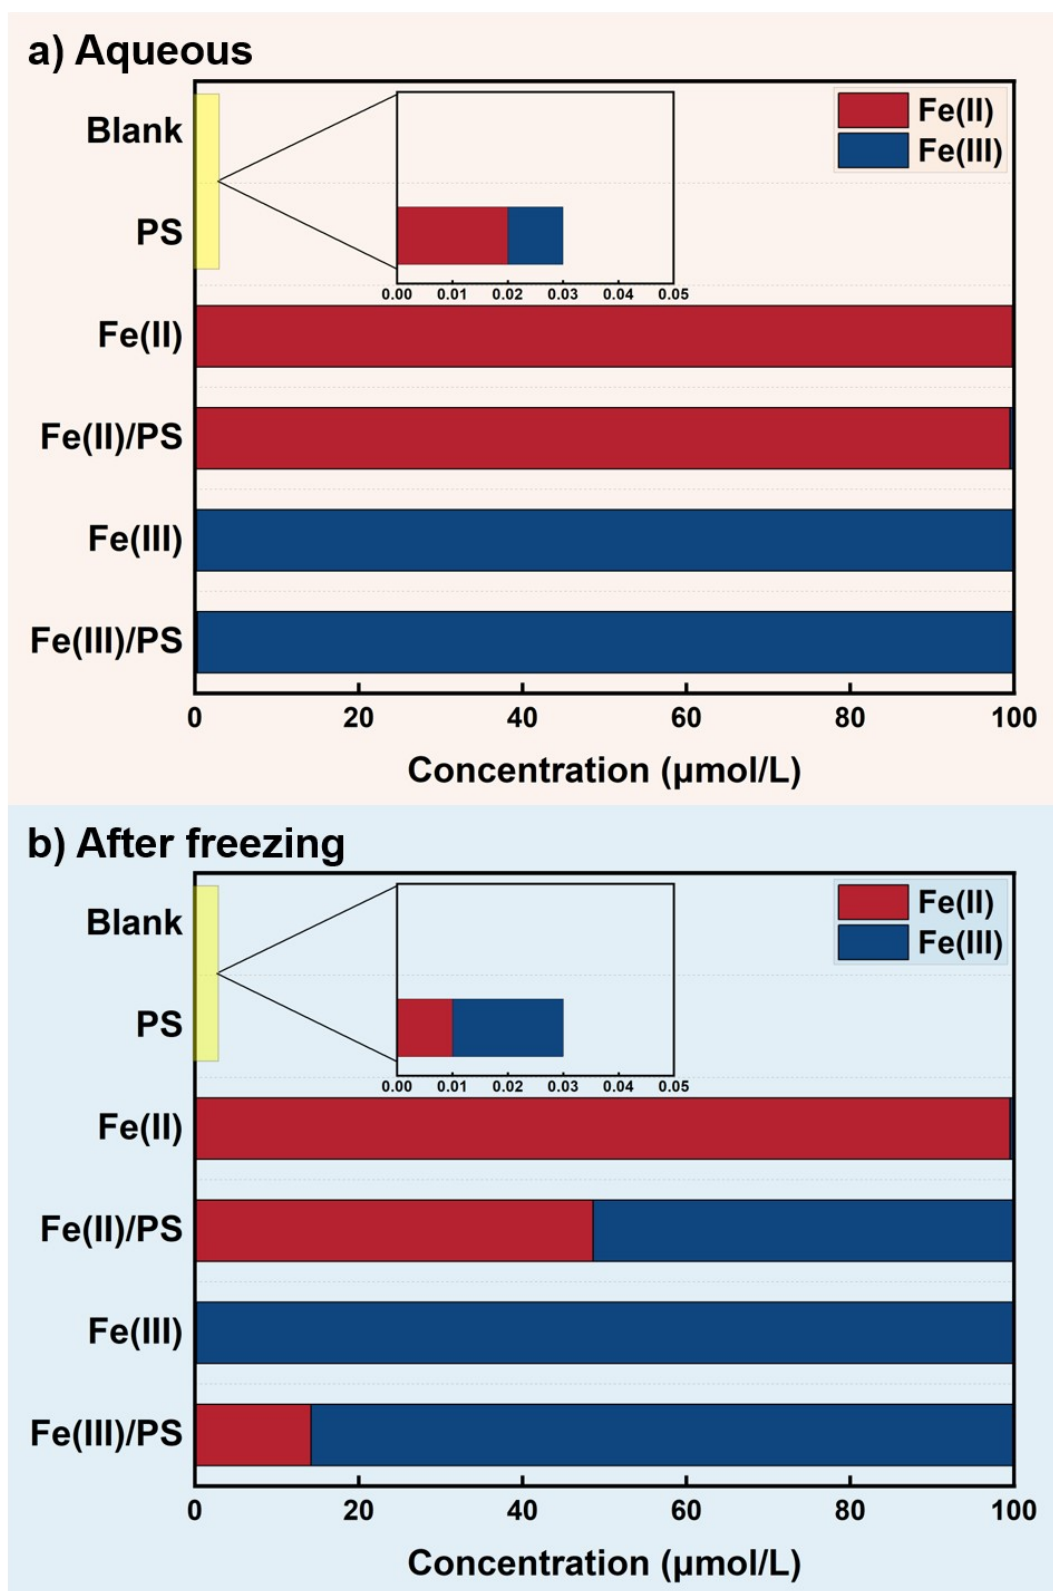 a) Aqueous
Fe(II)
Fe(III)
Blank
PS
0.00 0.01 0.02 0.03 0.04 0.05
Fe(II)
Fe(II)/PS
Fe(III)
Fe(III)/PS
0 20 40 60 80 100
Concentration (μmol/L)
b) After freezing
Fe(II)
Fe(III)
Blank
PS
0.00 0.01 0.02 0.03 0.04 0.05
Fe(II)
Fe(II)/PS
Fe(III)
Fe(III)/PS
0 20 40 60 80 100
Concentration (μmol/L)